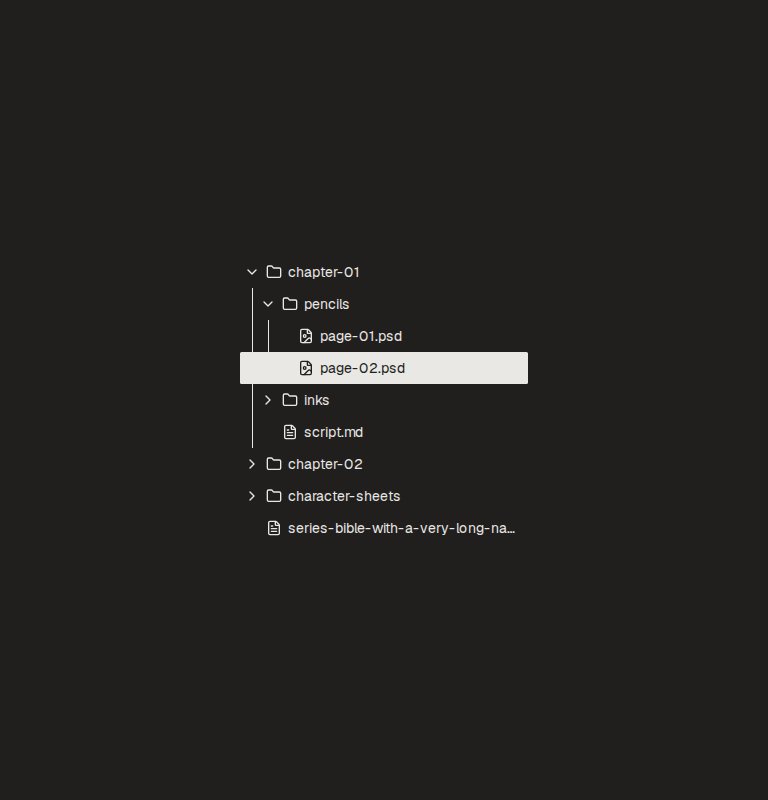 chapter-01
pencils
page-01.psd
page-02.psd
inks
script.md
chapter-02
character-sheets
series-bible-with-a-very-long-na…